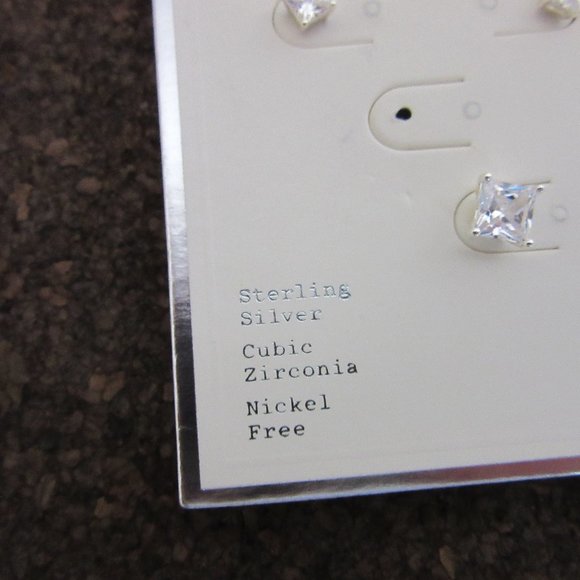 Sterling
Silver
Cubic
Zirconia
Nickel
Free